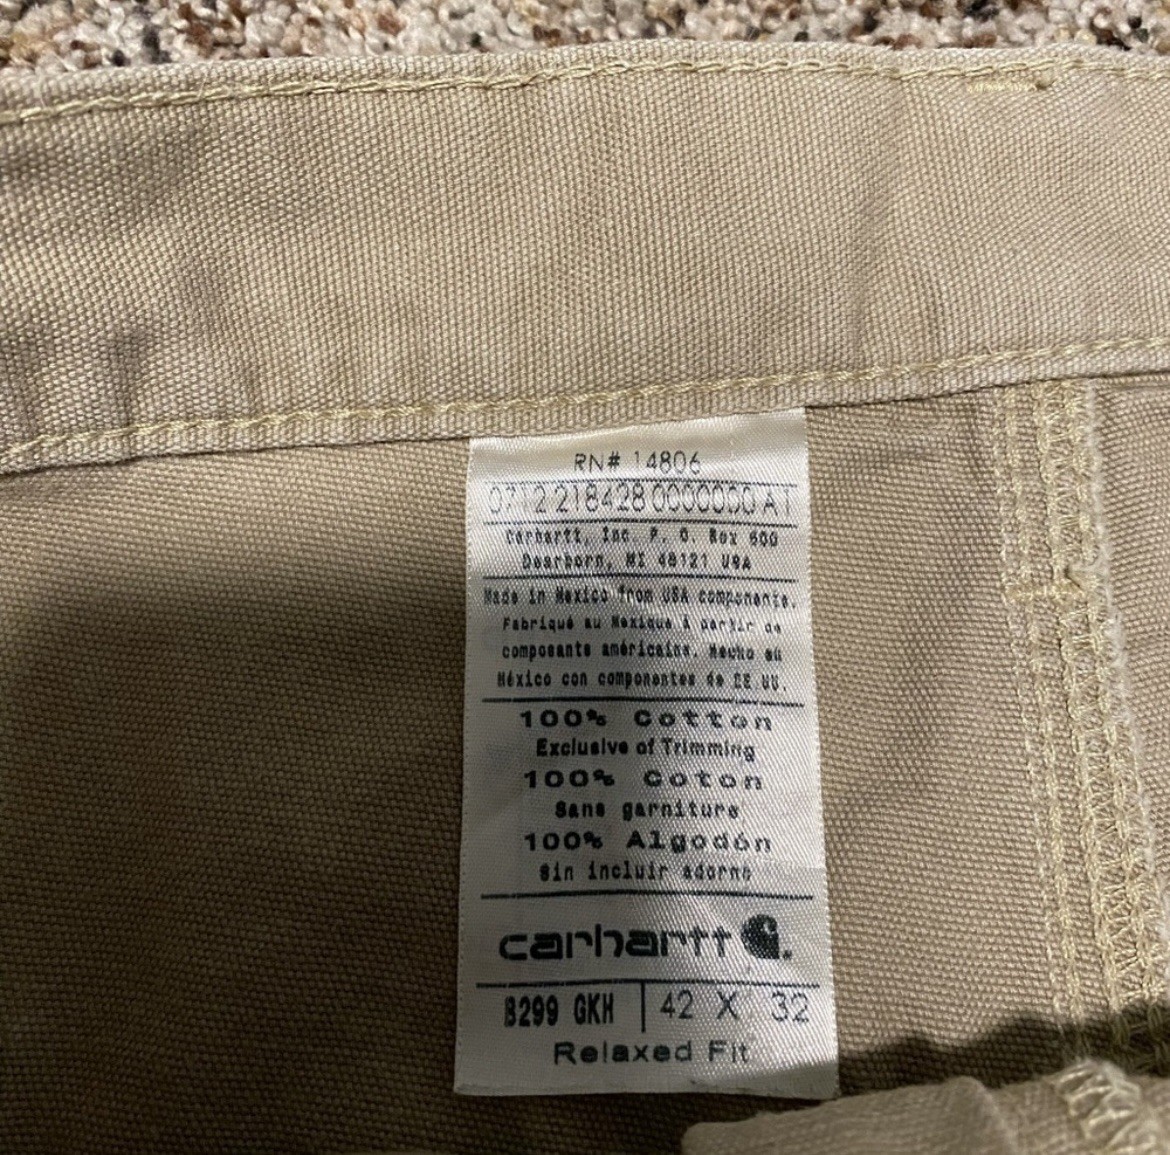 RN# 14806
0712 218428 0000000 A1
Carhartt, Inc. P. O. Box 600
Dearborn, MI 48121 USA
Made in Mexico from USA components.
Fabriqué au Mexique à partir de
composants américains. Hecho en
México con componentes de EE.UU.
100% Cotton
Exclusive of Trimming
100% Coton
Sans garniture
100% Algodón
Sin incluir adorno
carhartt
B299 GKH 42 X 32
Relaxed Fit